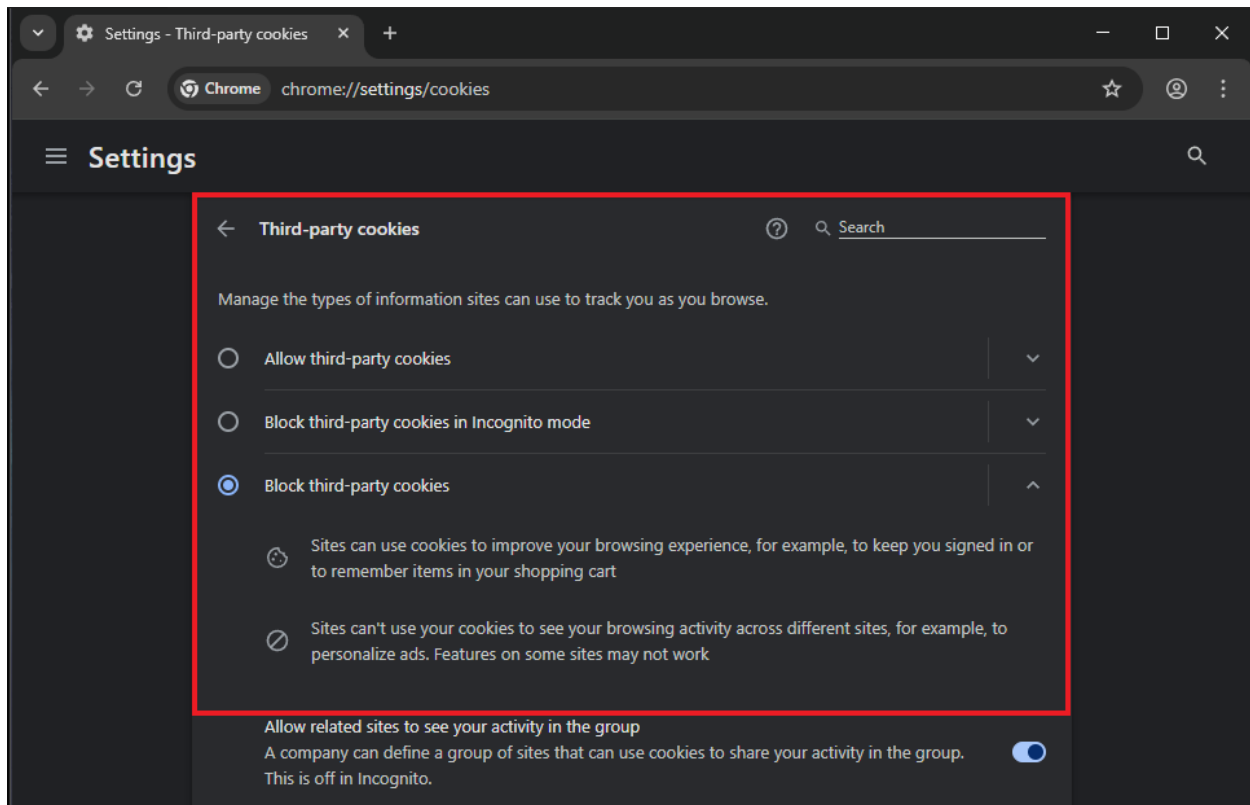 Settings - Third-party cookies
Chrome chrome://settings/cookies
Settings
Third-party cookies
Search
Manage the types of information sites can use to track you as you browse.
Allow third-party cookies
Block third-party cookies in Incognito mode
Block third-party cookies
Sites can use cookies to improve your browsing experience, for example, to keep you signed in or
to remember items in your shopping cart
Sites can't use your cookies to see your browsing activity across different sites, for example, to
personalize ads. Features on some sites may not work
Allow related sites to see your activity in the group
A company can define a group of sites that can use cookies to share your activity in the group.
This is off in Incognito.